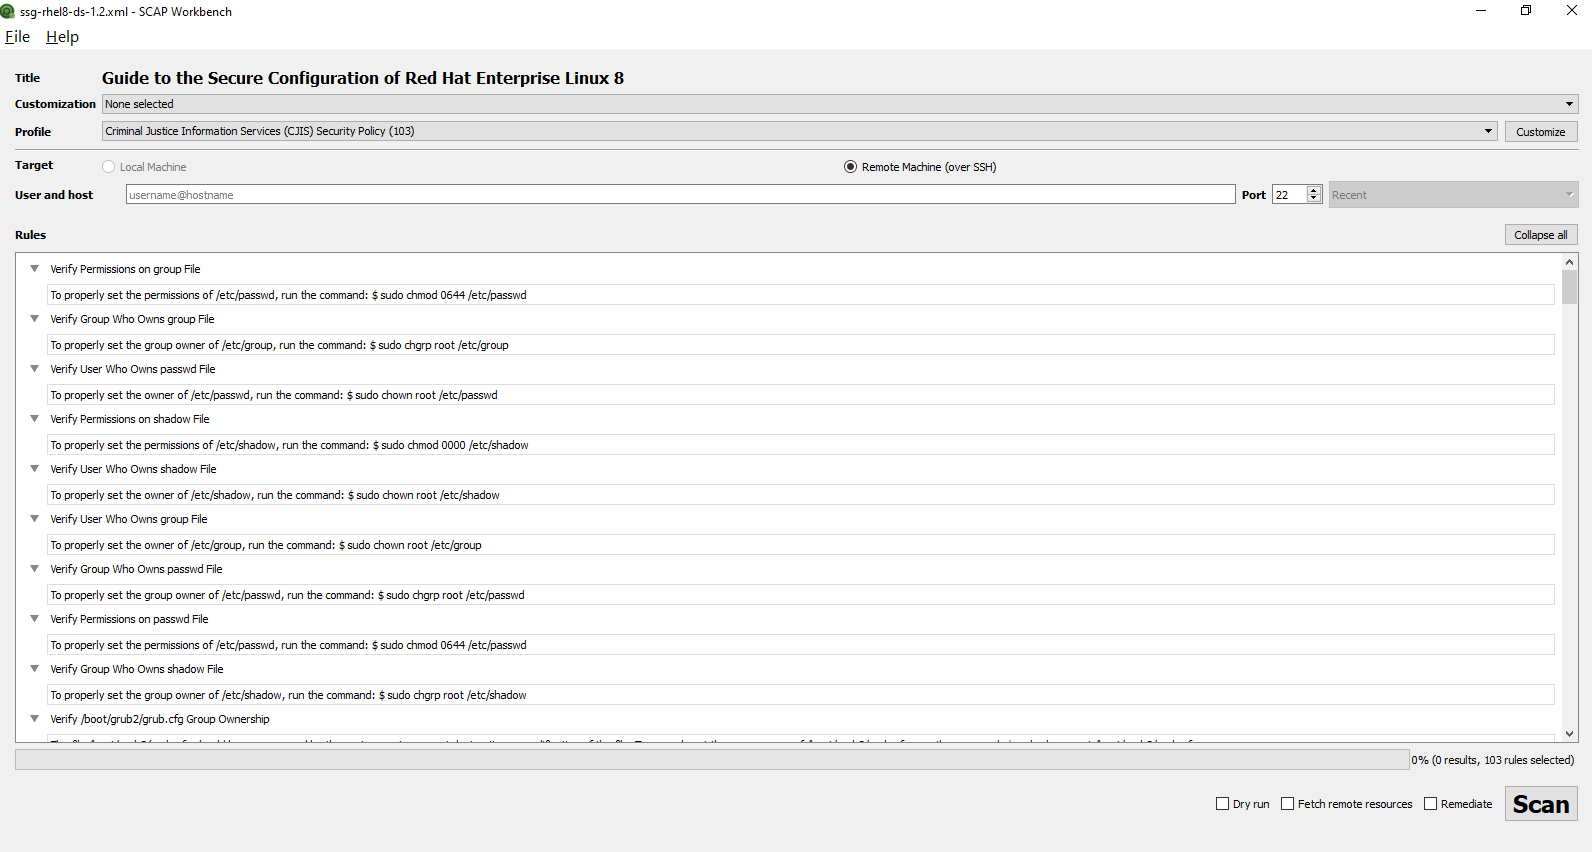 ssg-rhel8-ds-1.2.xml - SCAP Workbench
File Help
Title Guide to the Secure Configuration of Red Hat Enterprise Linux 8
Customization None selected
Profile Criminal Justice Information Services (CJIS) Security Policy (103) Customize
Target Local Machine Remote Machine (over SSH)
User and host username@hostname Port 22 Recent
Rules Collapse all
Verify Permissions on group File
To properly set the permissions of /etc/passwd, run the command: $ sudo chmod 0644 /etc/passwd
Verify Group Who Owns group File
To properly set the group owner of /etc/group, run the command: $ sudo chgrp root /etc/group
Verify User Who Owns passwd File
To properly set the owner of /etc/passwd, run the command: $ sudo chown root /etc/passwd
Verify Permissions on shadow File
To properly set the permissions of /etc/shadow, run the command: $ sudo chmod 0000 /etc/shadow
Verify User Who Owns shadow File
To properly set the owner of /etc/shadow, run the command: $ sudo chown root /etc/shadow
Verify User Who Owns group File
To properly set the owner of /etc/group, run the command: $ sudo chown root /etc/group
Verify Group Who Owns passwd File
To properly set the group owner of /etc/passwd, run the command: $ sudo chgrp root /etc/passwd
Verify Permissions on passwd File
To properly set the permissions of /etc/passwd, run the command: $ sudo chmod 0644 /etc/passwd
Verify Group Who Owns shadow File
To properly set the group owner of /etc/shadow, run the command: $ sudo chgrp root /etc/shadow
Verify /boot/grub2/grub.cfg Group Ownership
0% (0 results, 103 rules selected)
Dry run Fetch remote resources Remediate Scan